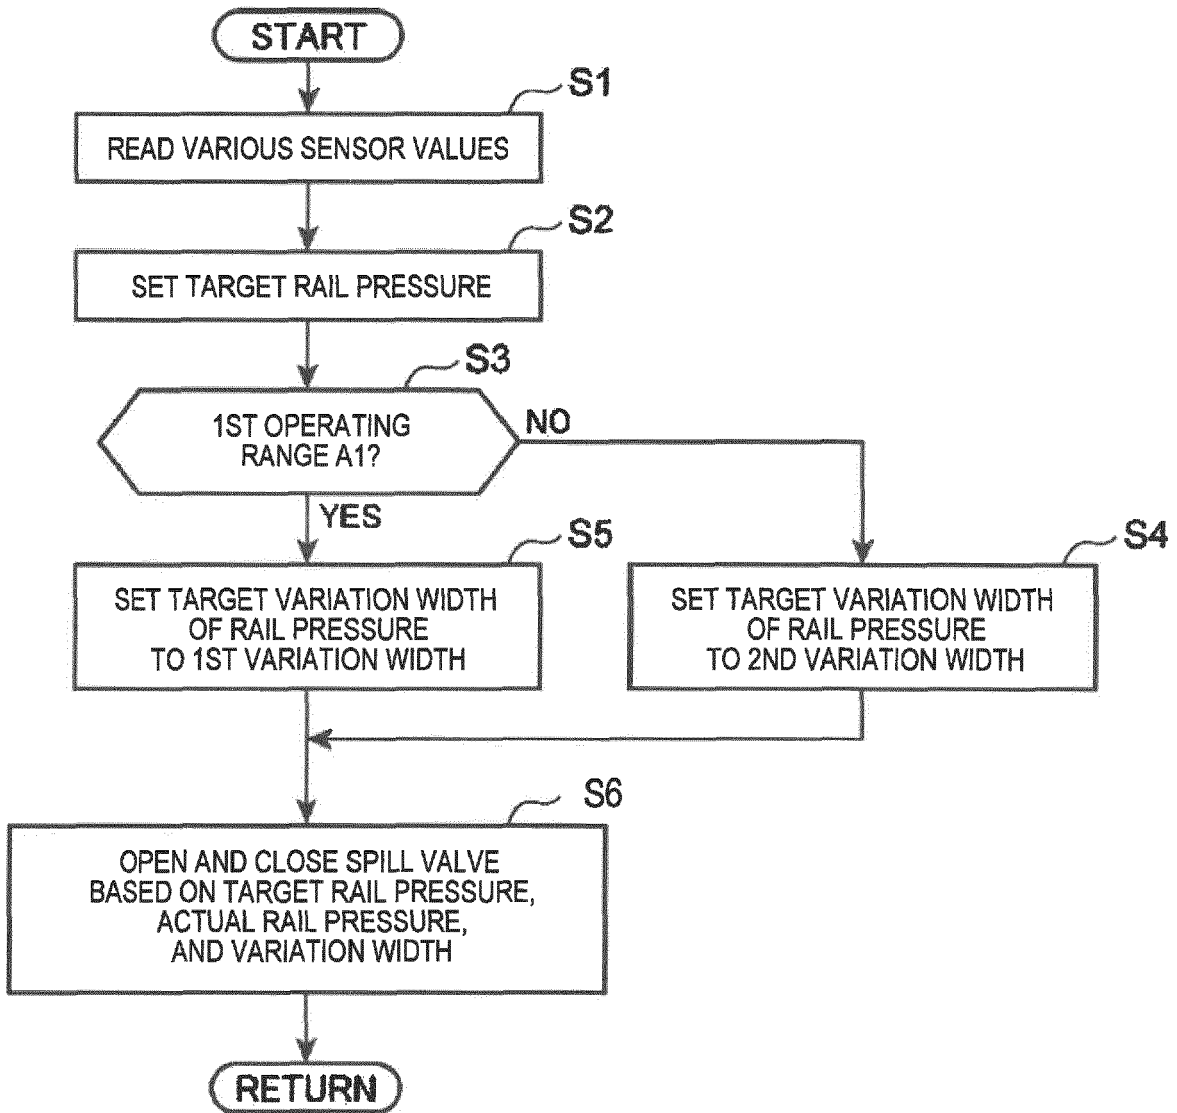 START
S1
READ VARIOUS SENSOR VALUES
S2
SET TARGET RAIL PRESSURE
S3
1ST OPERATING
RANGE A1?
NO
YES
S5
SET TARGET VARIATION WIDTH
OF RAIL PRESSURE
TO 1ST VARIATION WIDTH
S4
SET TARGET VARIATION WIDTH
OF RAIL PRESSURE
TO 2ND VARIATION WIDTH
S6
OPEN AND CLOSE SPILL VALVE
BASED ON TARGET RAIL PRESSURE,
ACTUAL RAIL PRESSURE,
AND VARIATION WIDTH
RETURN